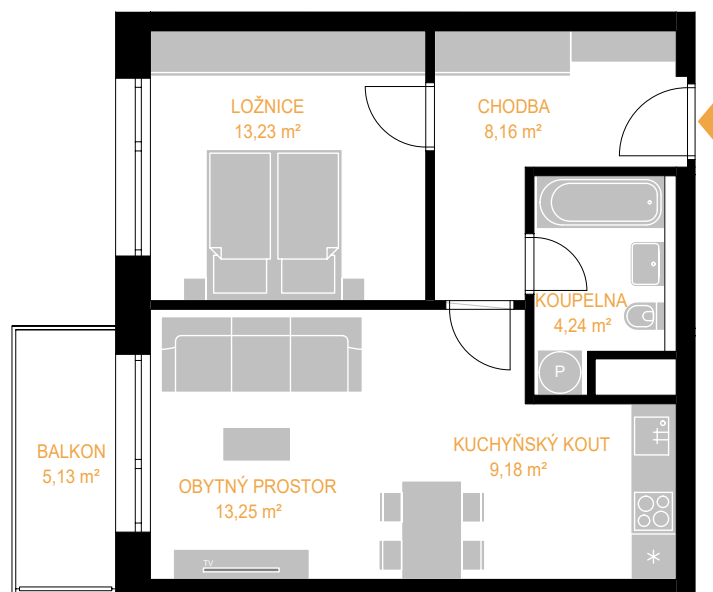 LOŽNICE
13,23 m²
CHODBA
8,16 m²
KOUPELNA
4,24 m²
P
BALKON
5,13 m²
KUCHYŇSKÝ KOUT
9,18 m²
OBYTNÝ PROSTOR
13,25 m²
TV